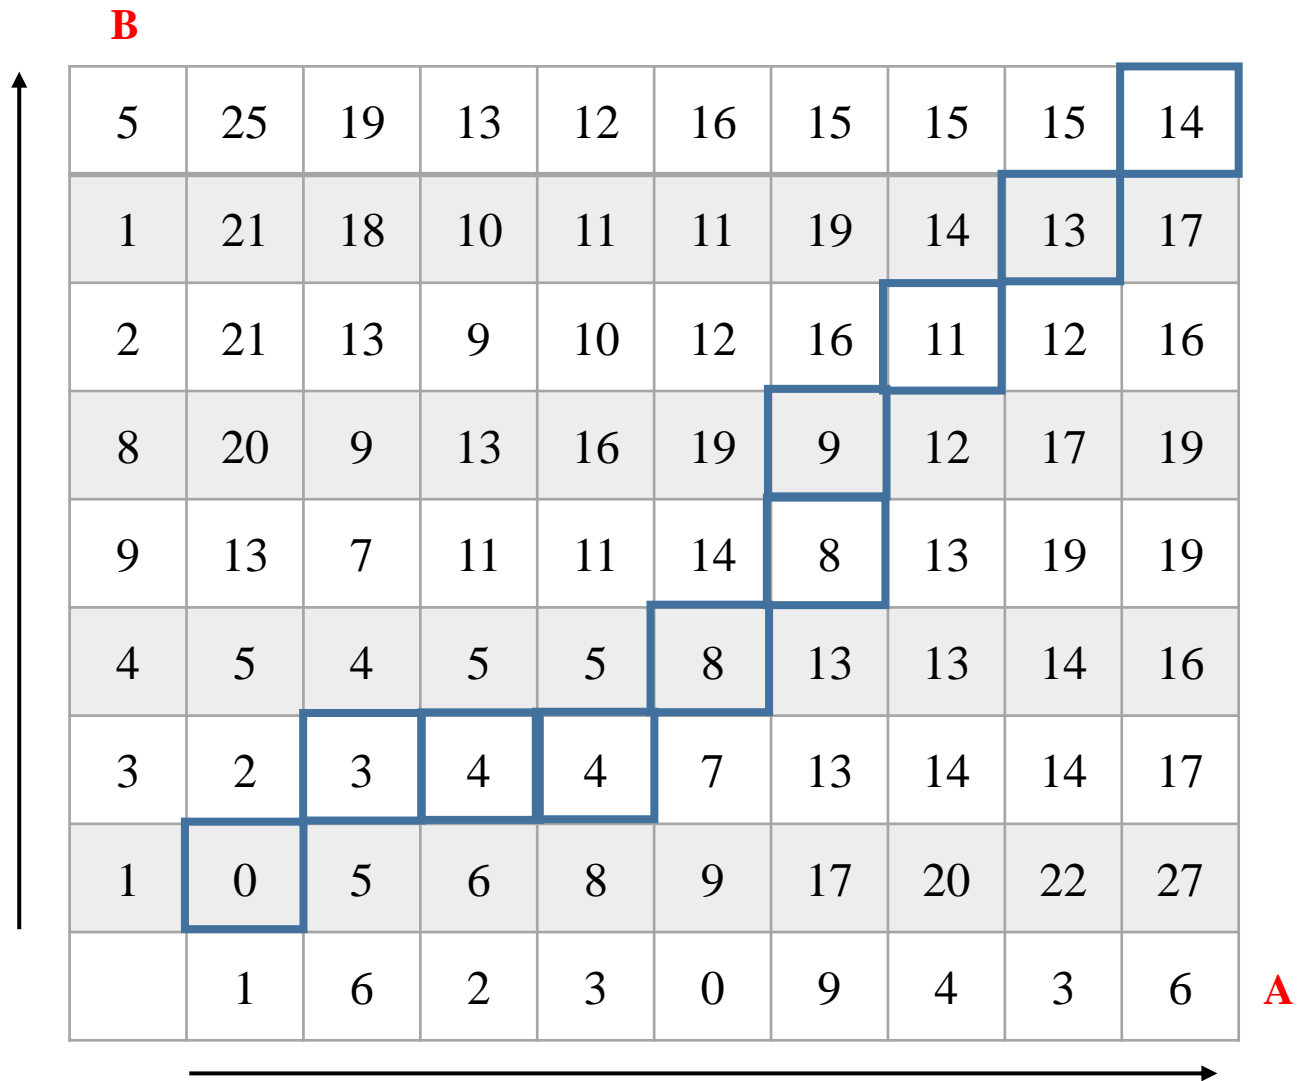 B
5 25 19 13 12 16 15 15 15 14
1 21 18 10 11 11 19 14 13 17
2 21 13 9 10 12 16 11 12 16
8 20 9 13 16 19 9 12 17 19
9 13 7 11 11 14 8 13 19 19
4 5 4 5 5 8 13 13 14 16
3 2 3 4 4 7 13 14 14 17
1 0 5 6 8 9 17 20 22 27
1 6 2 3 0 9 4 3 6 A